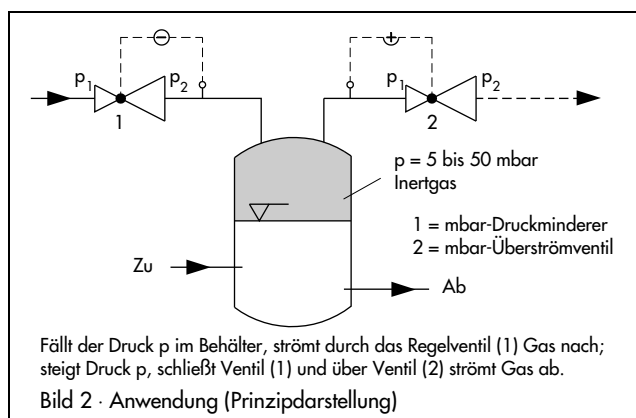 p1 p2
1
p1 p2
2
p = 5 bis 50 mbar
Inertgas
1 = mbar-Druckminderer
2 = mbar-Überströmventil
Zu
Ab
Fällt der Druck p im Behälter, strömt durch das Regelventil (1) Gas nach;
steigt Druck p, schließt Ventil (1) und über Ventil (2) strömt Gas ab.
Bild 2 · Anwendung (Prinzipdarstellung)